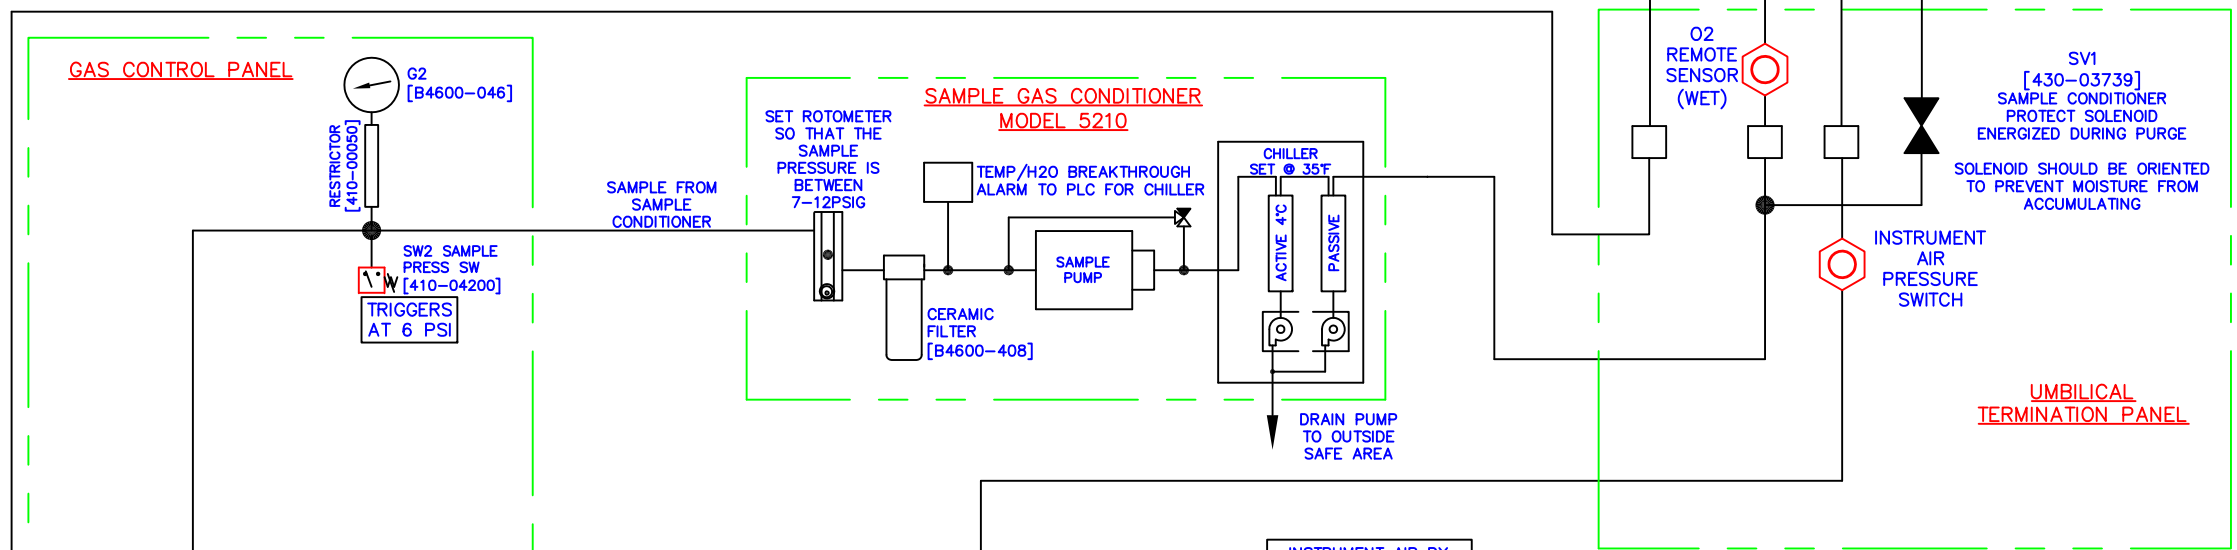 GAS CONTROL PANEL
G2
[B4600-046]
RESTRICTOR
[410-00050]
SW2 SAMPLE
PRESS SW
[410-04200]
TRIGGERS
AT 6 PSI
SAMPLE FROM
SAMPLE
CONDITIONER
SAMPLE GAS CONDITIONER
MODEL 5210
SET ROTOMETER
SO THAT THE
SAMPLE
PRESSURE IS
BETWEEN
7-12PSIG
TEMP/H2O BREAKTHROUGH
ALARM TO PLC FOR CHILLER
CERAMIC
FILTER
[B4600-408]
SAMPLE
PUMP
CHILLER
SET @ 35°F
ACTIVE 4°C
PASSIVE
DRAIN PUMP
TO OUTSIDE
SAFE AREA
O2
REMOTE
SENSOR
(WET)
SV1
[430-03739]
SAMPLE CONDITIONER
PROTECT SOLENOID
ENERGIZED DURING PURGE
SOLENOID SHOULD BE ORIENTED
TO PREVENT MOISTURE FROM
ACCUMULATING
INSTRUMENT
AIR
PRESSURE
SWITCH
UMBILICAL
TERMINATION PANEL
INSTRUMENT AIR BY